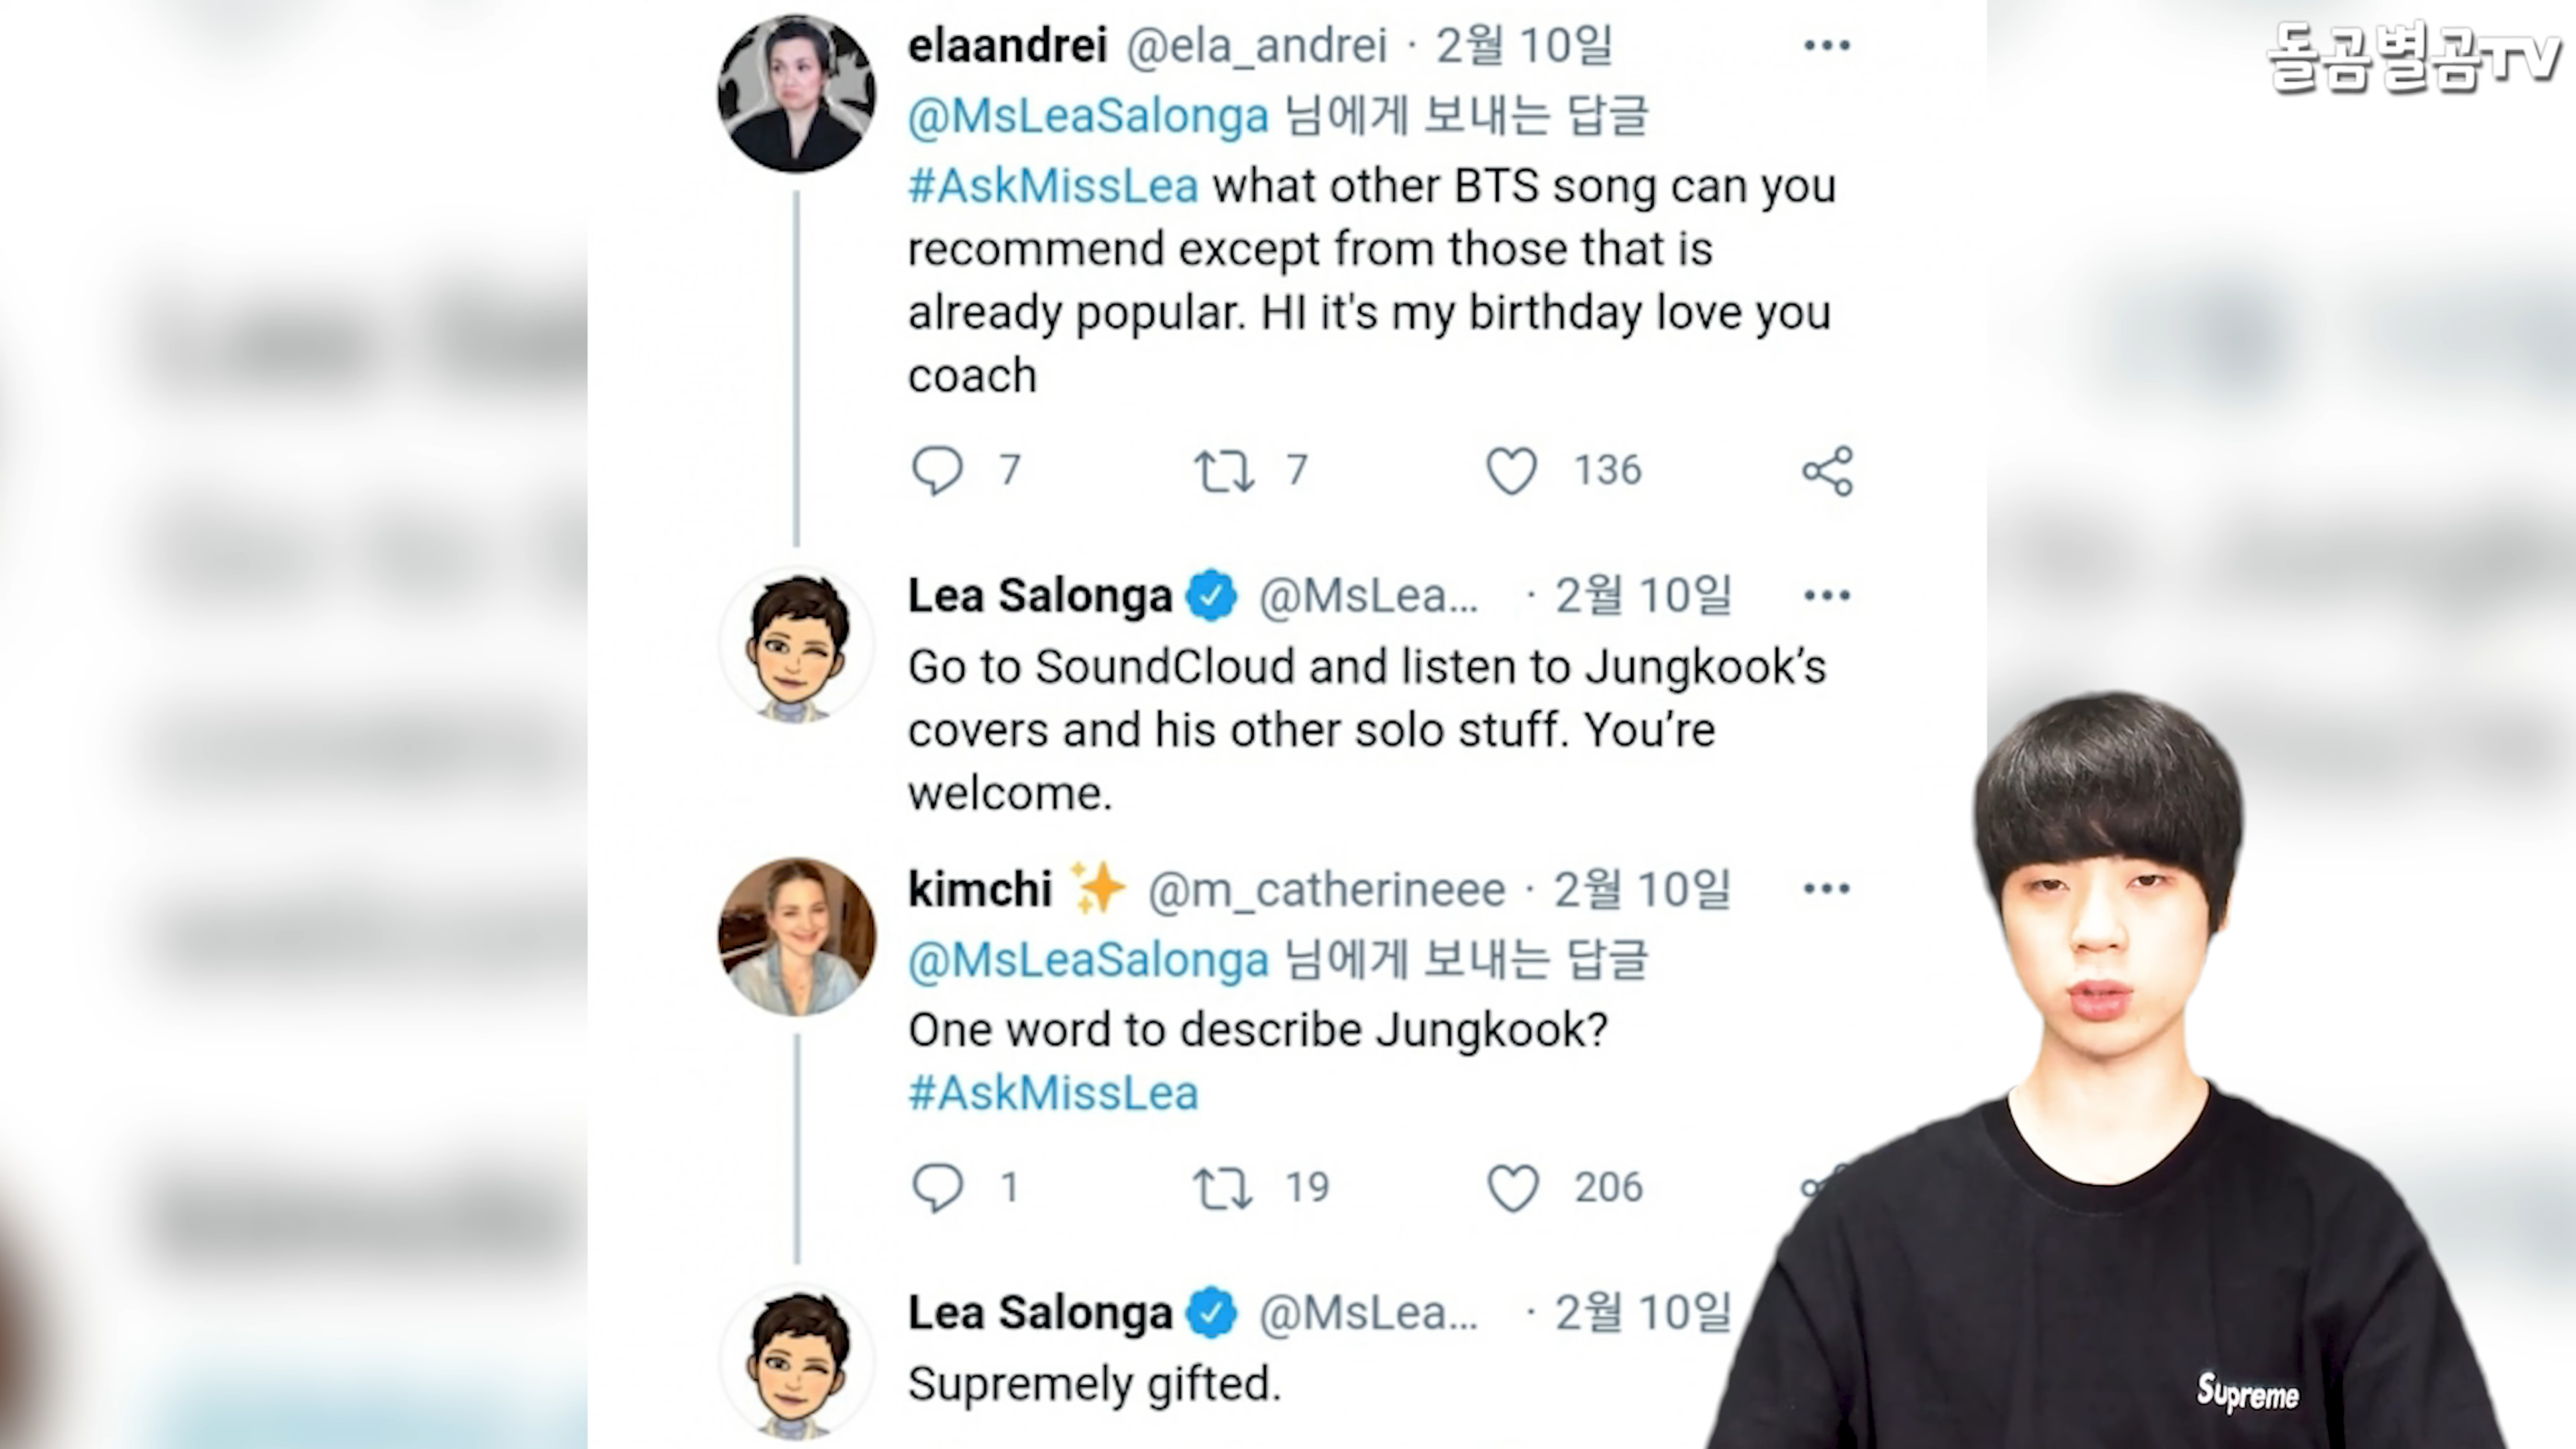 돌곰별곰TV
elaandrei @ela_andrei · 2월 10일
@MsLeaSalonga 님에게 보내는 답글
#AskMissLea what other BTS song can you
recommend except from those that is
already popular. HI it's my birthday love you
coach
7 7 136
Lea Salonga @MsLea... · 2월 10일
Go to SoundCloud and listen to Jungkook’s
covers and his other solo stuff. You’re
welcome.
kimchi @m_catherineee · 2월 10일
@MsLeaSalonga 님에게 보내는 답글
One word to describe Jungkook?
#AskMissLea
1 19 206
Lea Salonga @MsLea... · 2월 10일
Supremely gifted.
Supreme